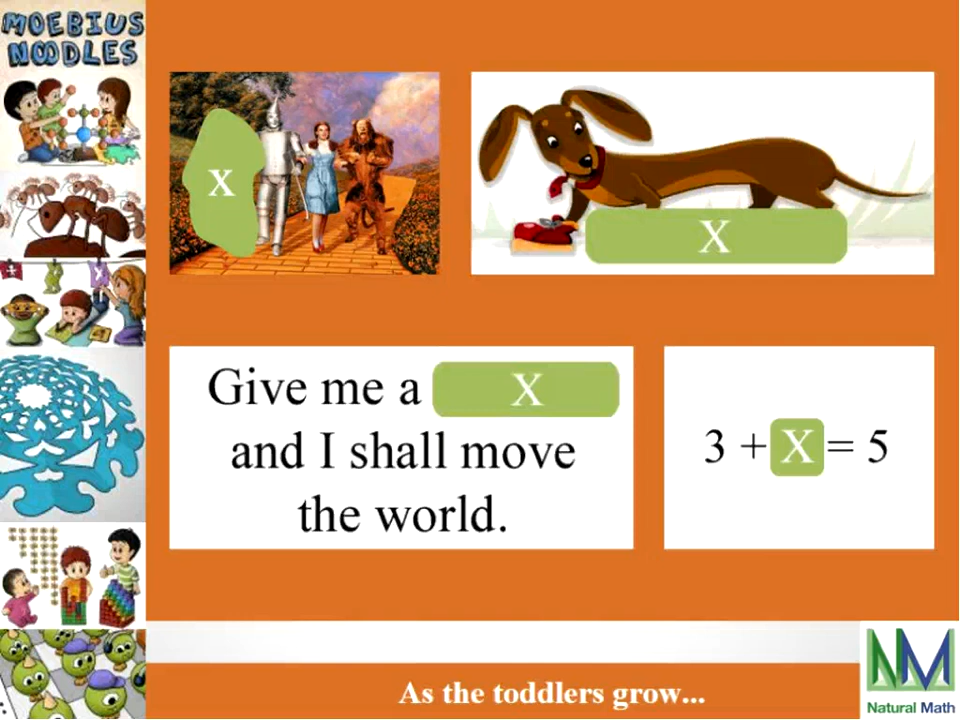 MOEBIUS
NOODLES
X
X
Give me a X
and I shall move
the world.
3 + X = 5
As the toddlers grow...
NM
Natural Math